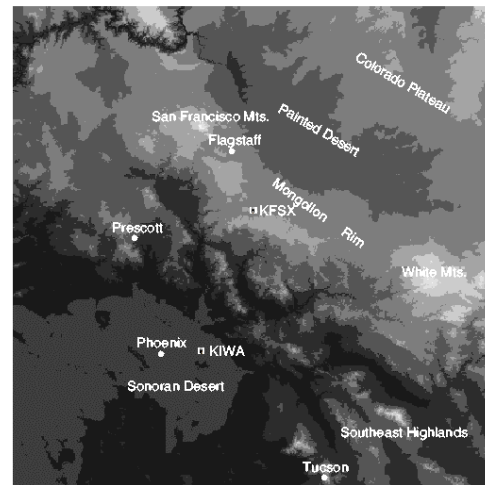 Colorado Plateau
San Francisco Mts.
Painted Desert
Flagstaff
Mongollon Rim
KFSX
Prescott
White Mts.
Phoenix
KIWA
Sonoran Desert
Southeast Highlands
Tucson